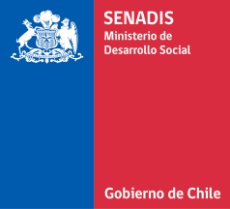 SENADIS
Ministerio de
Desarrollo Social
Gobierno de Chile